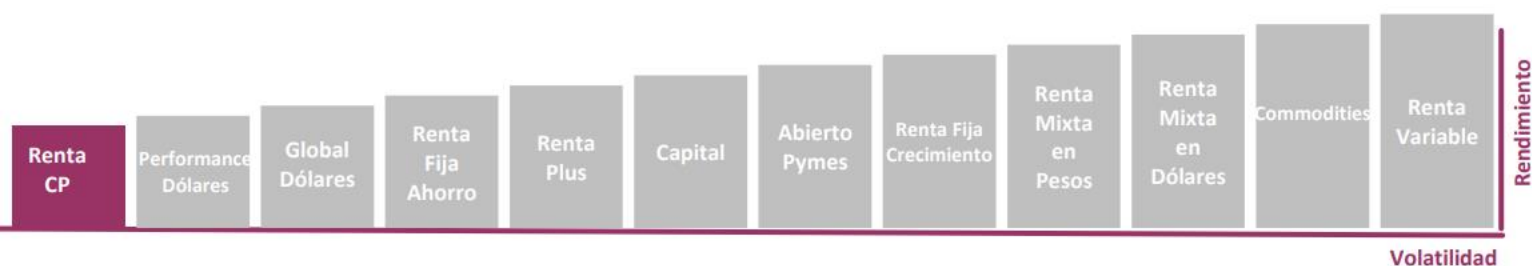 Renta
CP
Performance
Dólares
Global
Dólares
Renta
Fija
Ahorro
Renta
Plus
Capital
Abierto
Pymes
Renta Fija
Crecimiento
Renta
Mixta
en
Pesos
Renta
Mixta
en
Dólares
Commodities
Renta
Variable
Rendimiento
Volatilidad